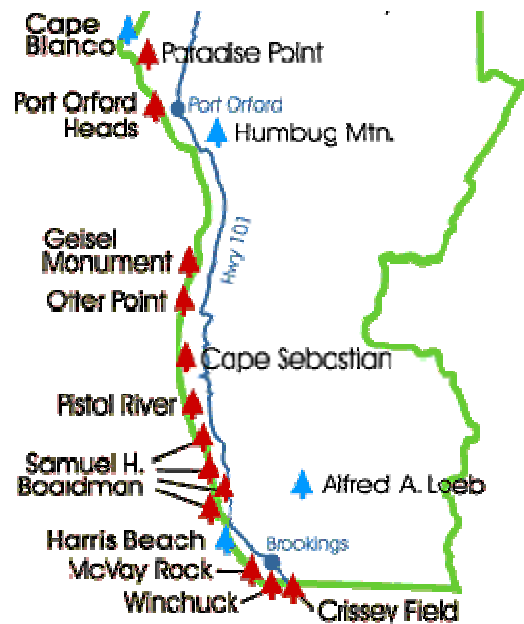 Cape
Blanco
Paradise Point
Port Orford
Heads
Port Orford
Humbug Mtn.
Geisel
Monument
Hwy 101
Otter Point
Cape Sebastian
Pistol River
Samuel H.
Boardman
Alfred A. Loeb
Harris Beach
Brookings
McVay Rock
Winchuck
Crissey Field